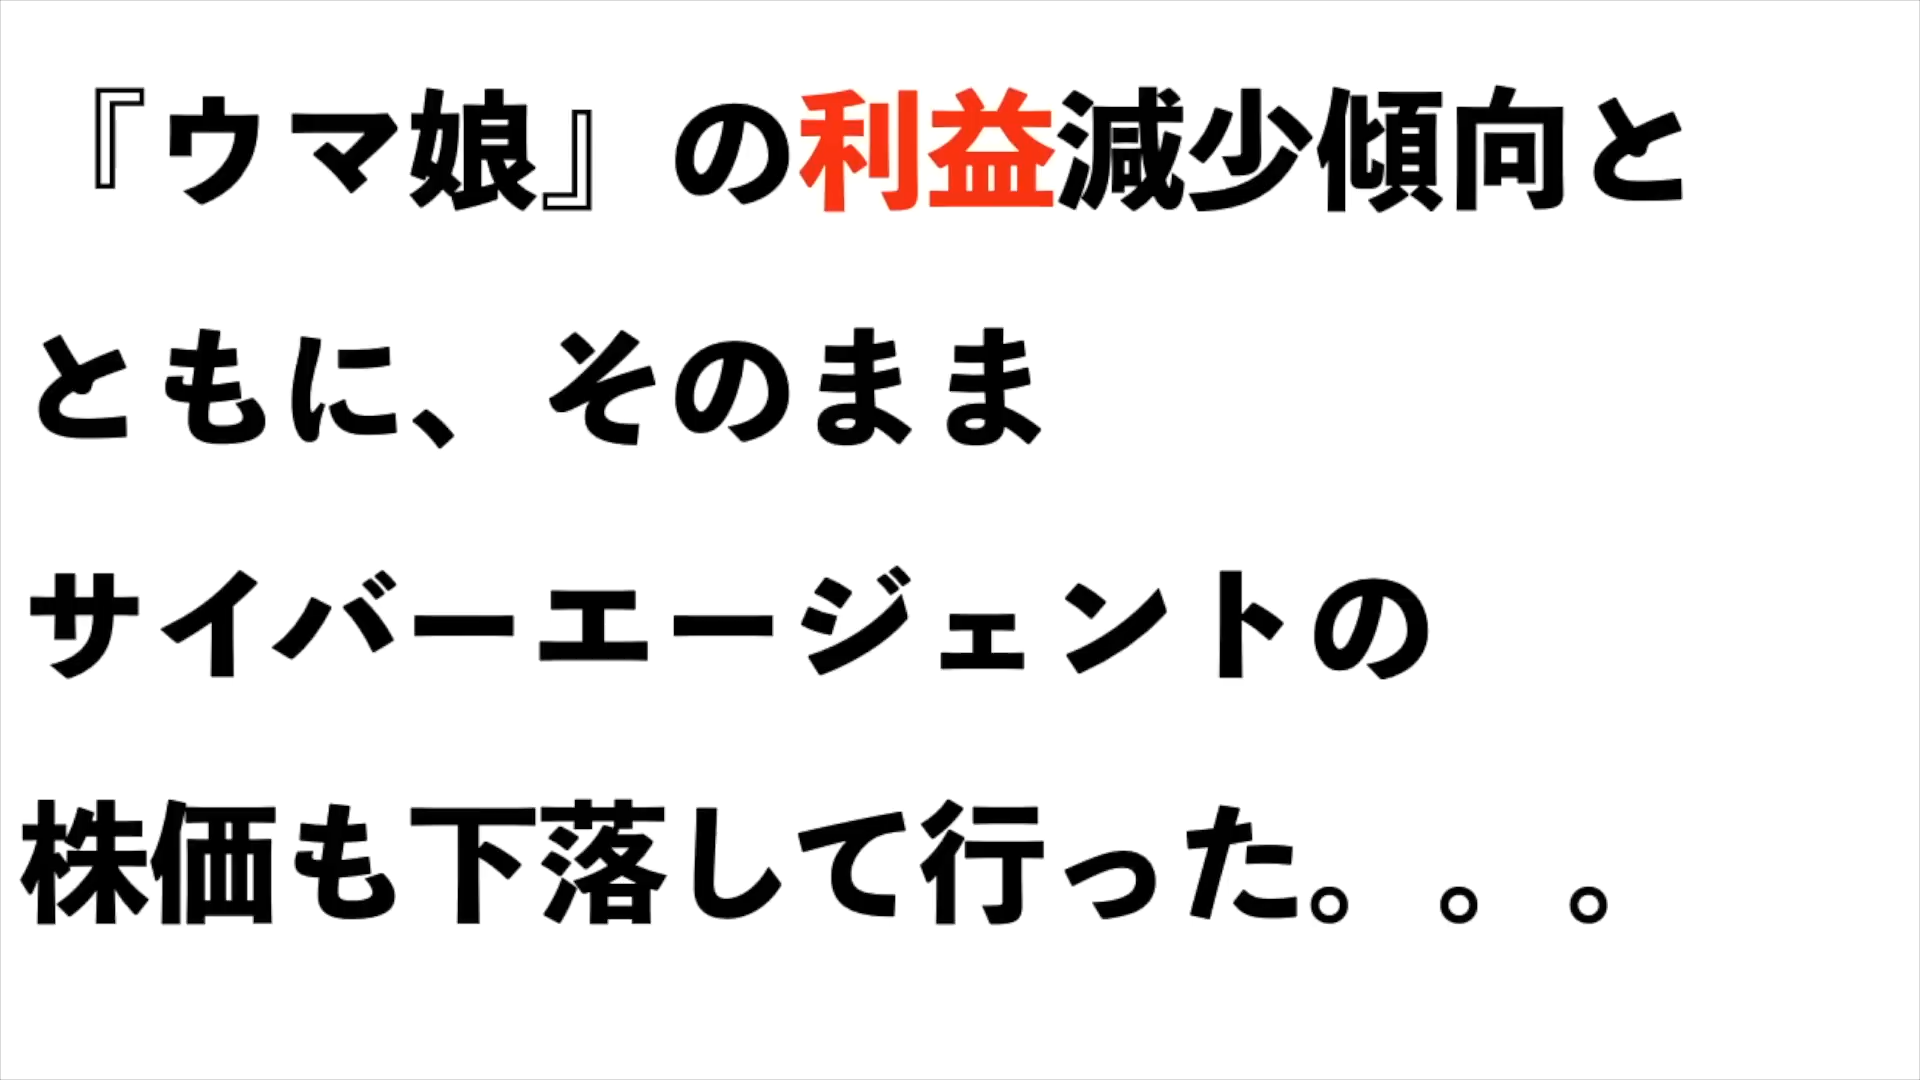 『ウマ娘』の利益減少傾向と
ともに、そのまま
サイバーエージェントの
株価も下落して行った。。。